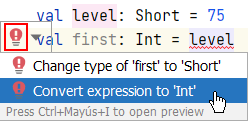 val level: Short = 75
val first: Int = level
Change type of 'first' to 'Short'
Convert expression to 'Int'
Press Ctrl+Mayús+I to open preview